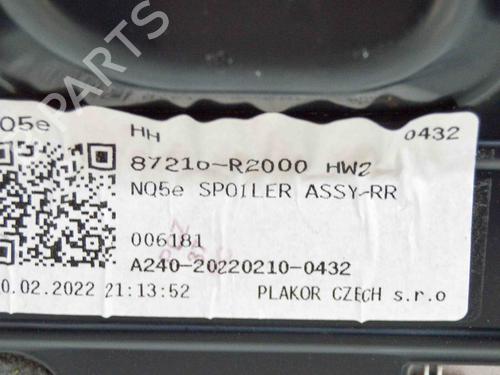 Q5e HH 0432
87210-R2000 HW2
NQ5e SPOILER ASSY-RR
006181
A240-20220210-0432
0.02.2022 21:13:52 PLAKOR CZECH s.r.o
B-PARTS